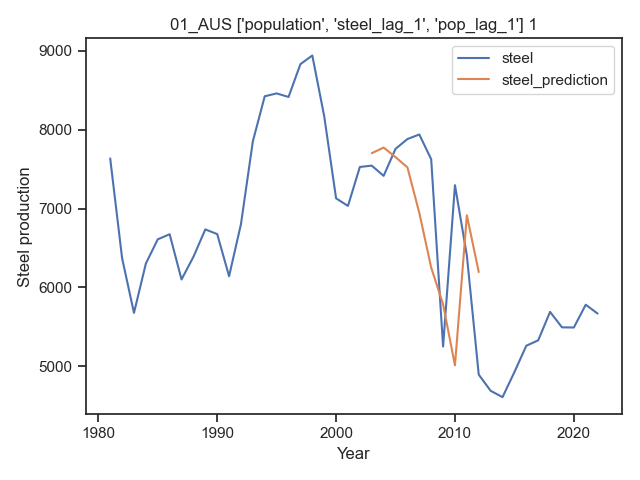 01_AUS ['population', 'steel_lag_1', 'pop_lag_1'] 1
steel
steel_prediction
9000
8000
7000
6000
5000
Steel production
1980
1990
2000
2010
2020
Year